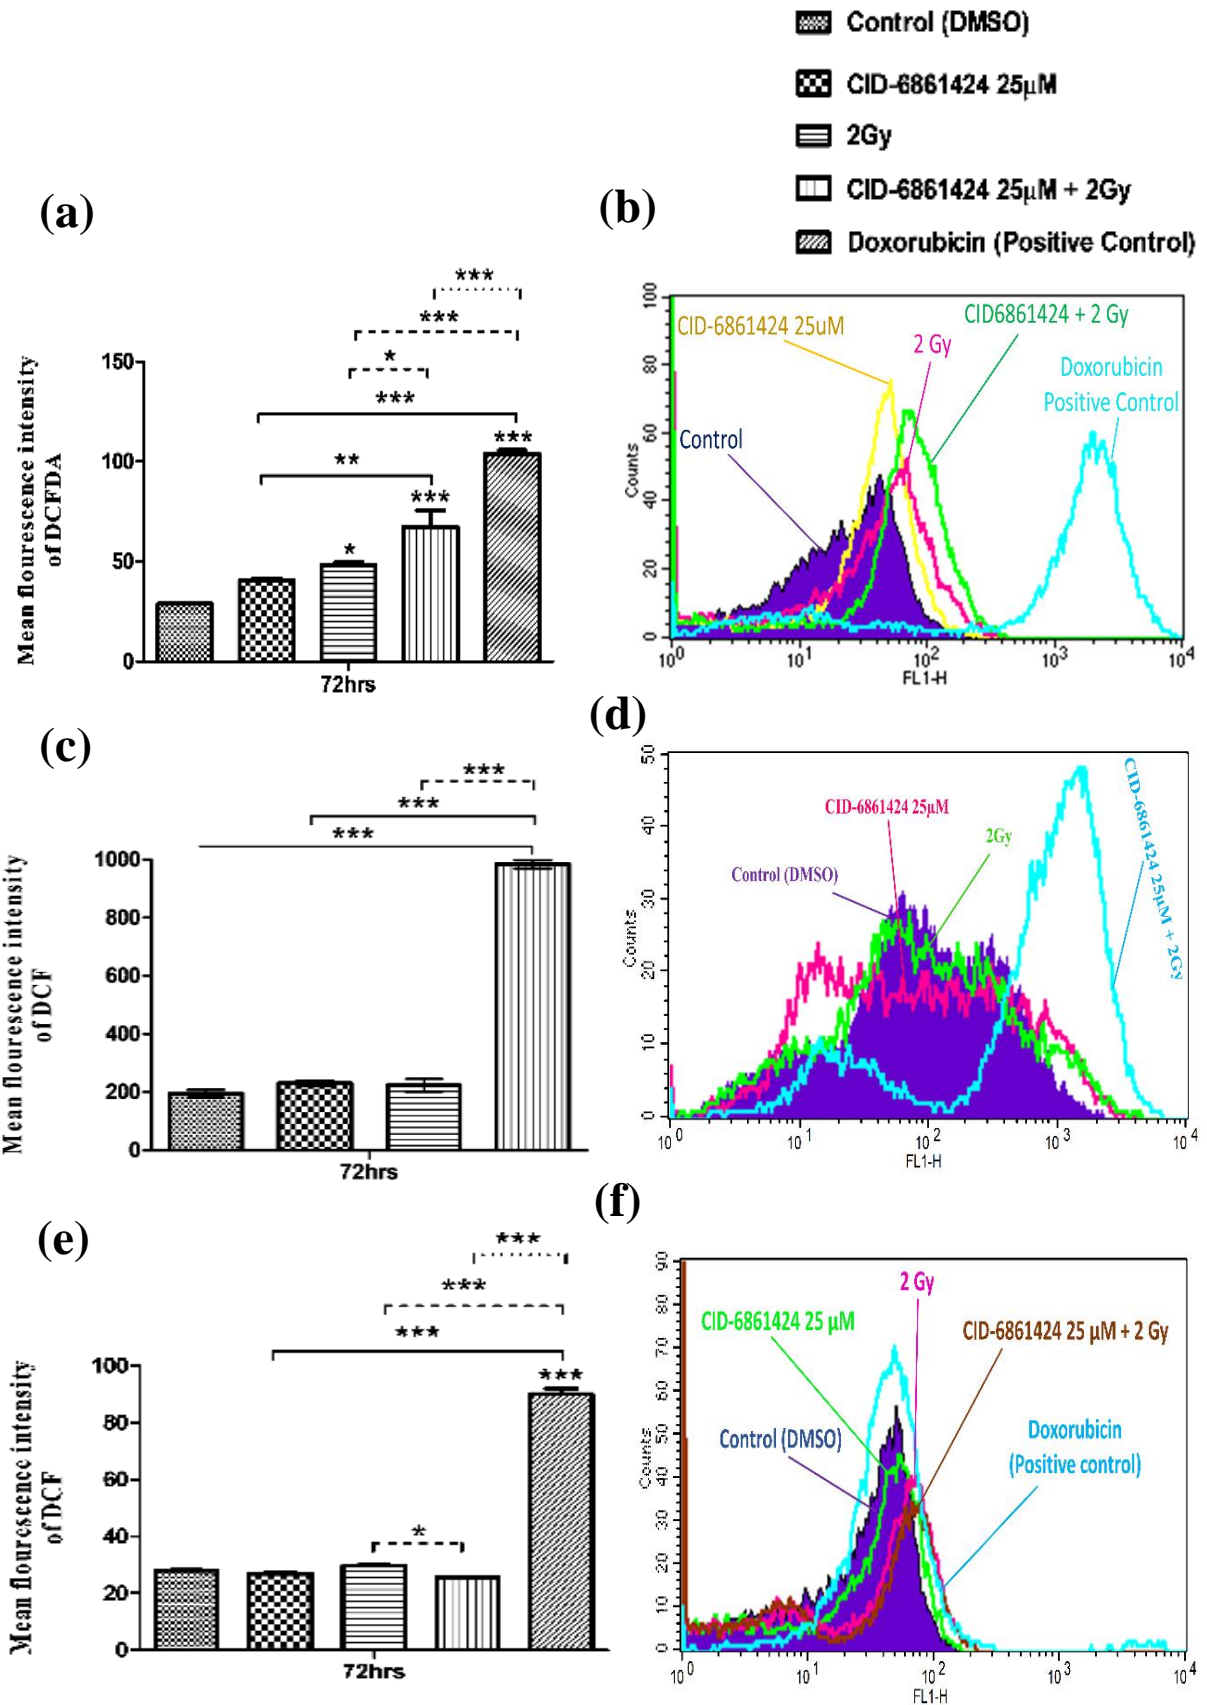 Control (DMSO)
CID-6861424 25µM
2Gy
CID-6861424 25µM + 2Gy
Doxorubicin (Positive Control)
(a)
***
***
*
***
***
**
***
*
Mean flourescence intensity
of DCFDA
150
100
50
0
72hrs
(b)
CID-6861424 25uM
CID6861424 + 2 Gy
2 Gy
Doxorubicin
Positive Control
Control
Counts
100
80
60
40
20
0
10^0 10^1 10^2 10^3 10^4
FL1-H
(c)
***
***
***
Mean flourescence intensity
of DCF
1000
800
600
400
200
0
72hrs
(d)
CID-6861424 25µM
2Gy
Control (DMSO)
CID-6861424 25µM + 2Gy
Counts
50
40
30
20
10
0
10^0 10^1 10^2 10^3 10^4
FL1-H
(e)
***
***
***
***
*
Mean flourescence intensity
of DCF
100
80
60
40
20
0
72hrs
(f)
2 Gy
CID-6861424 25 µM
CID-6861424 25 µM + 2 Gy
Control (DMSO)
Doxorubicin
(Positive control)
Counts
90
80
70
60
50
40
30
20
10
0
10^0 10^1 10^2 10^3 10^4
FL1-H